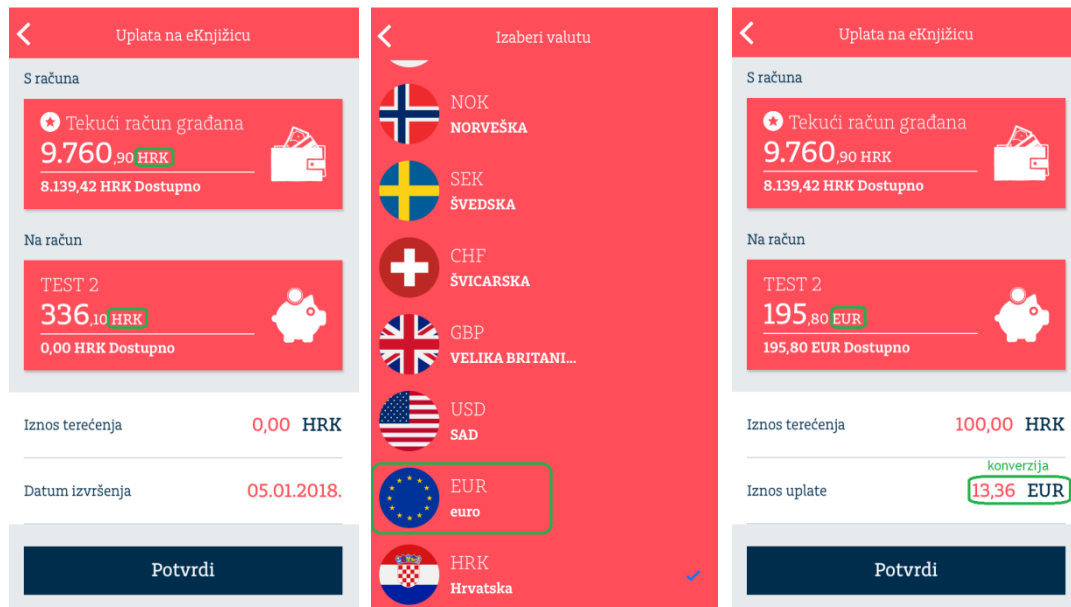 Uplata na eKnjižicu
S računa
Tekući račun građana
9.760,90 HRK
8.139,42 HRK Dostupno
Na račun
TEST 2
336,10 HRK
0,00 HRK Dostupno
Iznos terećenja 0,00 HRK
Datum izvršenja 05.01.2018.
Potvrdi
Izaberi valutu
NOK
NORVEŠKA
SEK
ŠVEDSKA
CHF
ŠVICARSKA
GBP
VELIKA BRITANI...
USD
SAD
EUR
euro
HRK
Hrvatska
Uplata na eKnjižicu
S računa
Tekući račun građana
9.760,90 HRK
8.139,42 HRK Dostupno
Na račun
TEST 2
195,80 EUR
195,80 EUR Dostupno
Iznos terećenja 100,00 HRK
konverzija
Iznos uplate 13,36 EUR
Potvrdi